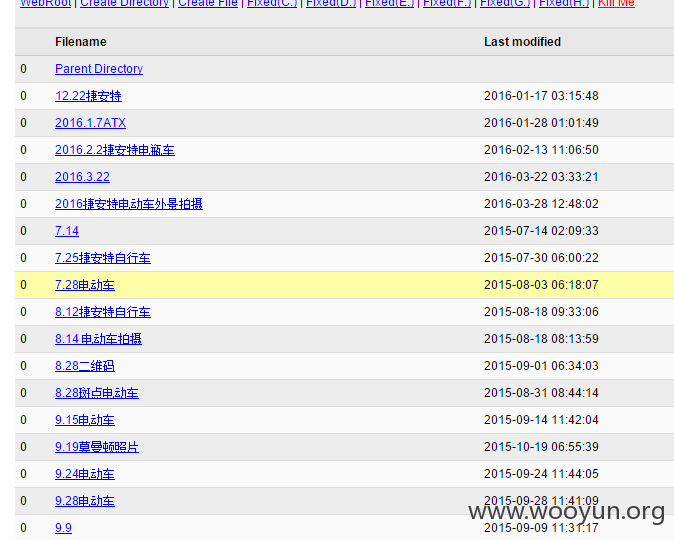 WebRoot | Create Directory | Create File | Fixed(C:) | Fixed(D:) | Fixed(E:) | Fixed(F:) | Fixed(G:) | Fixed(H:) | Kill Me
Filename Last modified
0 Parent Directory
0 12.22捷安特 2016-01-17 03:15:48
0 2016.1.7ATX 2016-01-28 01:01:49
0 2016.2.2捷安特电瓶车 2016-02-13 11:06:50
0 2016.3.22 2016-03-22 03:33:21
0 2016捷安特电动车外景拍摄 2016-03-28 12:48:02
0 7.14 2015-07-14 02:09:33
0 7.25捷安特自行车 2015-07-30 06:00:22
0 7.28电动车 2015-08-03 06:18:07
0 8.12捷安特自行车 2015-08-18 09:33:06
0 8.14 电动车拍摄 2015-08-18 08:13:59
0 8.28二维码 2015-09-01 06:34:03
0 8.28斑点电动车 2015-08-31 08:44:14
0 9.15电动车 2015-09-14 11:42:04
0 9.19莫曼顿照片 2015-10-19 06:55:39
0 9.24电动车 2015-09-24 11:44:05
0 9.28电动车 2015-09-28 11:41:09
www.wooyun.org
0 9.9 2015-09-09 11:31:17